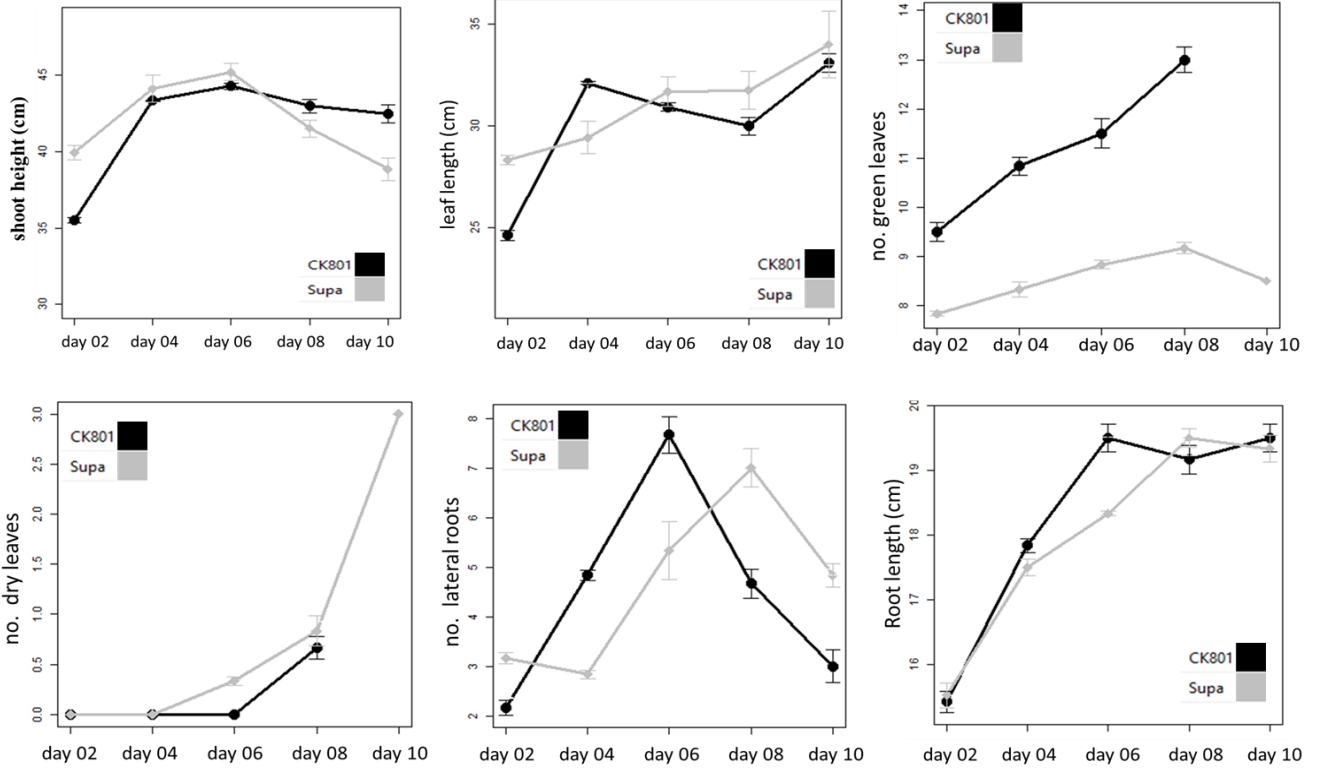 shoot height (cm)
45
40
35
30
CK801
Supa
day 02 day 04 day 06 day 08 day 10
leaf length (cm)
35
30
25
CK801
Supa
day 02 day 04 day 06 day 08 day 10
no. green leaves
14
13
12
11
10
9
8
CK801
Supa
day 02 day 04 day 06 day 08 day 10
no. dry leaves
3.0
2.5
2.0
1.5
1.0
0.5
0.0
CK801
Supa
day 02 day 04 day 06 day 08 day 10
no. lateral roots
8
7
6
5
4
3
2
CK801
Supa
day 02 day 04 day 06 day 08 day 10
Root length (cm)
20
19
18
17
16
CK801
Supa
day 02 day 04 day 06 day 08 day 10